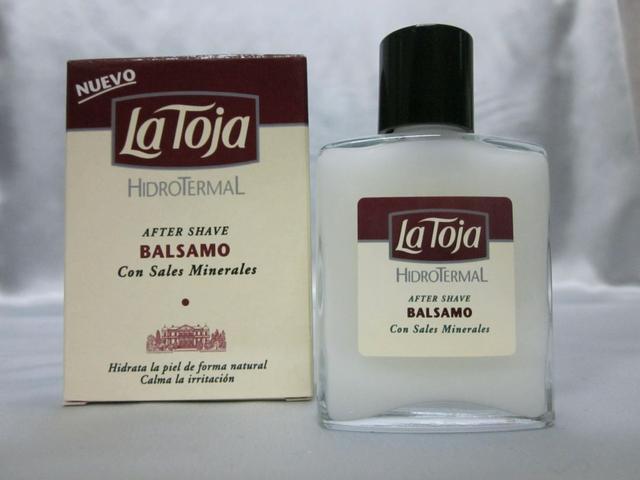 NUEVO
La Toja
HIDROTERMAL
AFTER SHAVE
BALSAMO
Con Sales Minerales
Hidrata la piel de forma natural
Calma la irritación
La Toja
HIDROTERMAL
AFTER SHAVE
BALSAMO
Con Sales Minerales